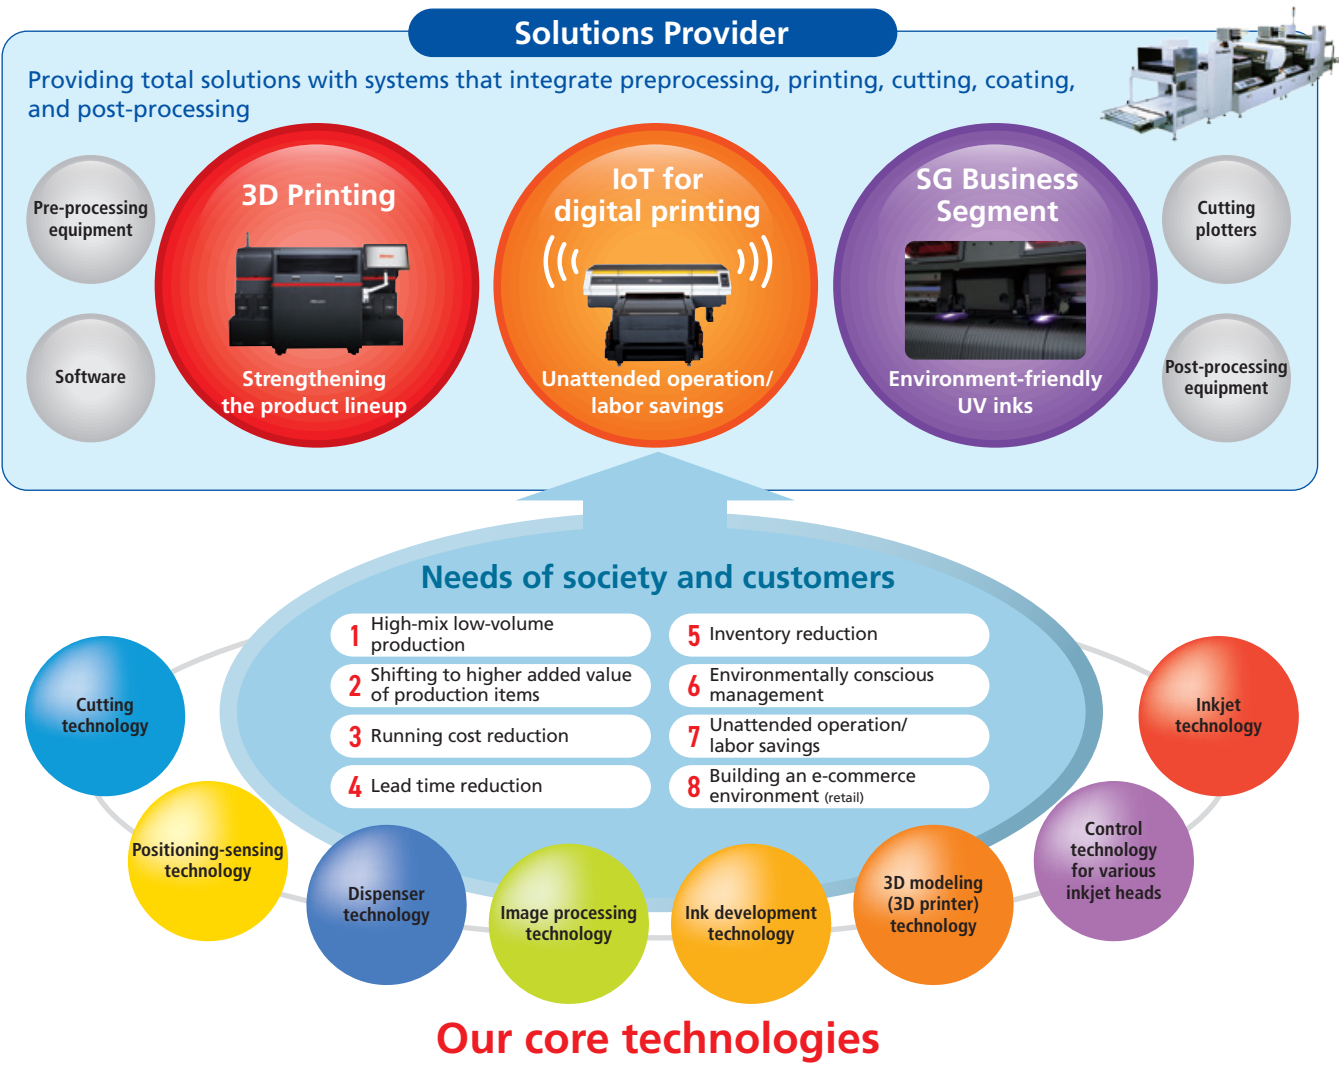 Solutions Provider
Providing total solutions with systems that integrate preprocessing, printing, cutting, coating,
and post-processing
Pre-processing
equipment
Software
3D Printing
Strengthening
the product lineup
IoT for
digital printing
Unattended operation/
labor savings
SG Business
Segment
Environment-friendly
UV inks
Cutting
plotters
Post-processing
equipment
Needs of society and customers
1 High-mix low-volume
production
2 Shifting to higher added value
of production items
3 Running cost reduction
4 Lead time reduction
5 Inventory reduction
6 Environmentally conscious
management
7 Unattended operation/
labor savings
8 Building an e-commerce
environment (retail)
Cutting
technology
Positioning-sensing
technology
Dispenser
technology
Image processing
technology
Ink development
technology
3D modeling
(3D printer)
technology
Control
technology
for various
inkjet heads
Inkjet
technology
Our core technologies